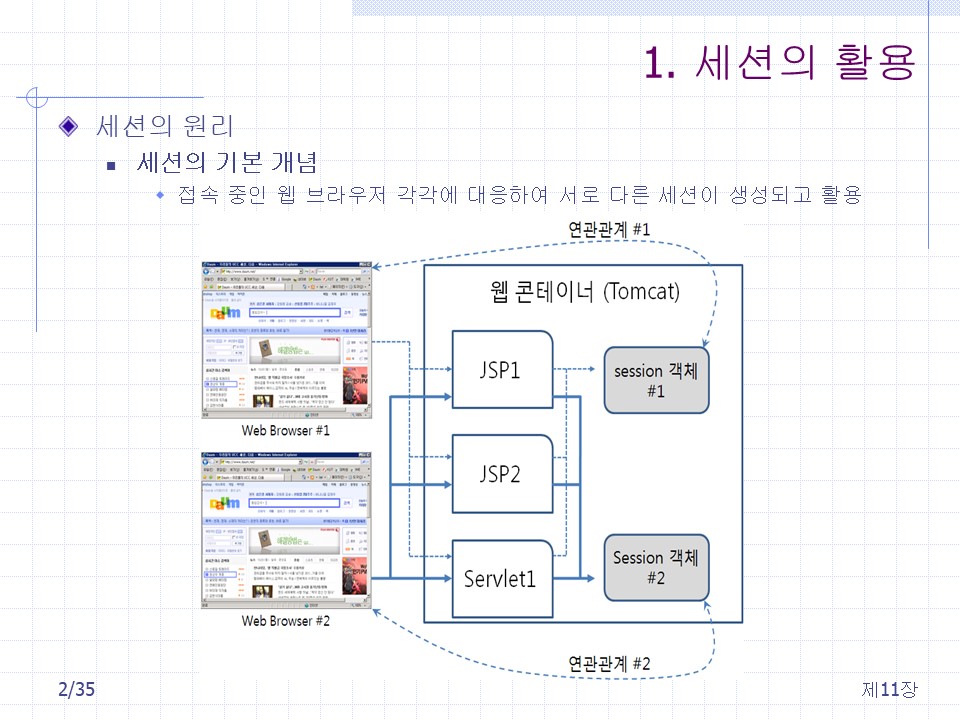 1. 세션의 활용
세션의 원리
세션의 기본 개념
접속 중인 웹 브라우저 각각에 대응하여 서로 다른 세션이 생성되고 활용
연관관계 #1
웹 콘테이너 (Tomcat)
JSP1
session 객체
#1
Web Browser #1
JSP2
Servlet1
Session 객체
#2
Web Browser #2
연관관계 #2
2/35
제11장